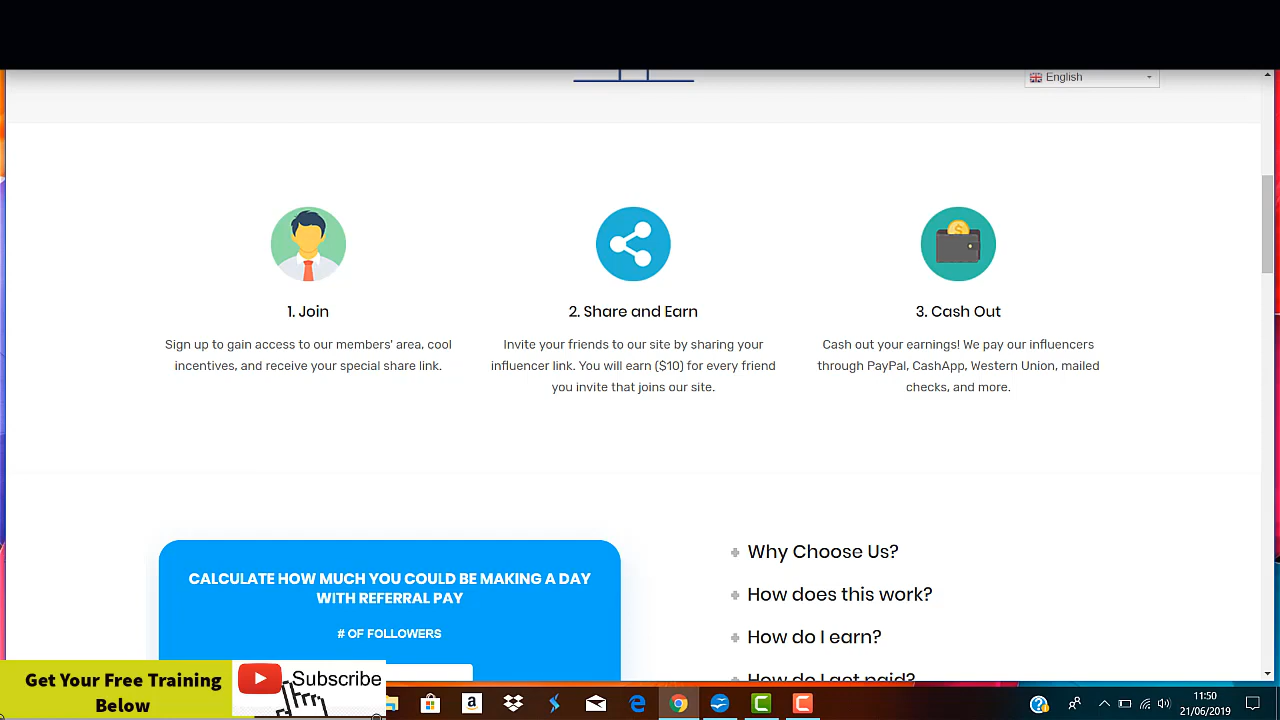 English
1. Join
Sign up to gain access to our members' area, cool
incentives, and receive your special share link.
2. Share and Earn
Invite your friends to our site by sharing your
influencer link. You will earn ($10) for every friend
you invite that joins our site.
3. Cash Out
Cash out your earnings! We pay our influencers
through PayPal, CashApp, Western Union, mailed
checks, and more.
CALCULATE HOW MUCH YOU COULD BE MAKING A DAY
WITH REFERRAL PAY
# OF FOLLOWERS
Why Choose Us?
How does this work?
How do I earn?
How do I get paid?
Get Your Free Training
Below
Subscribe
11:50
21/06/2019